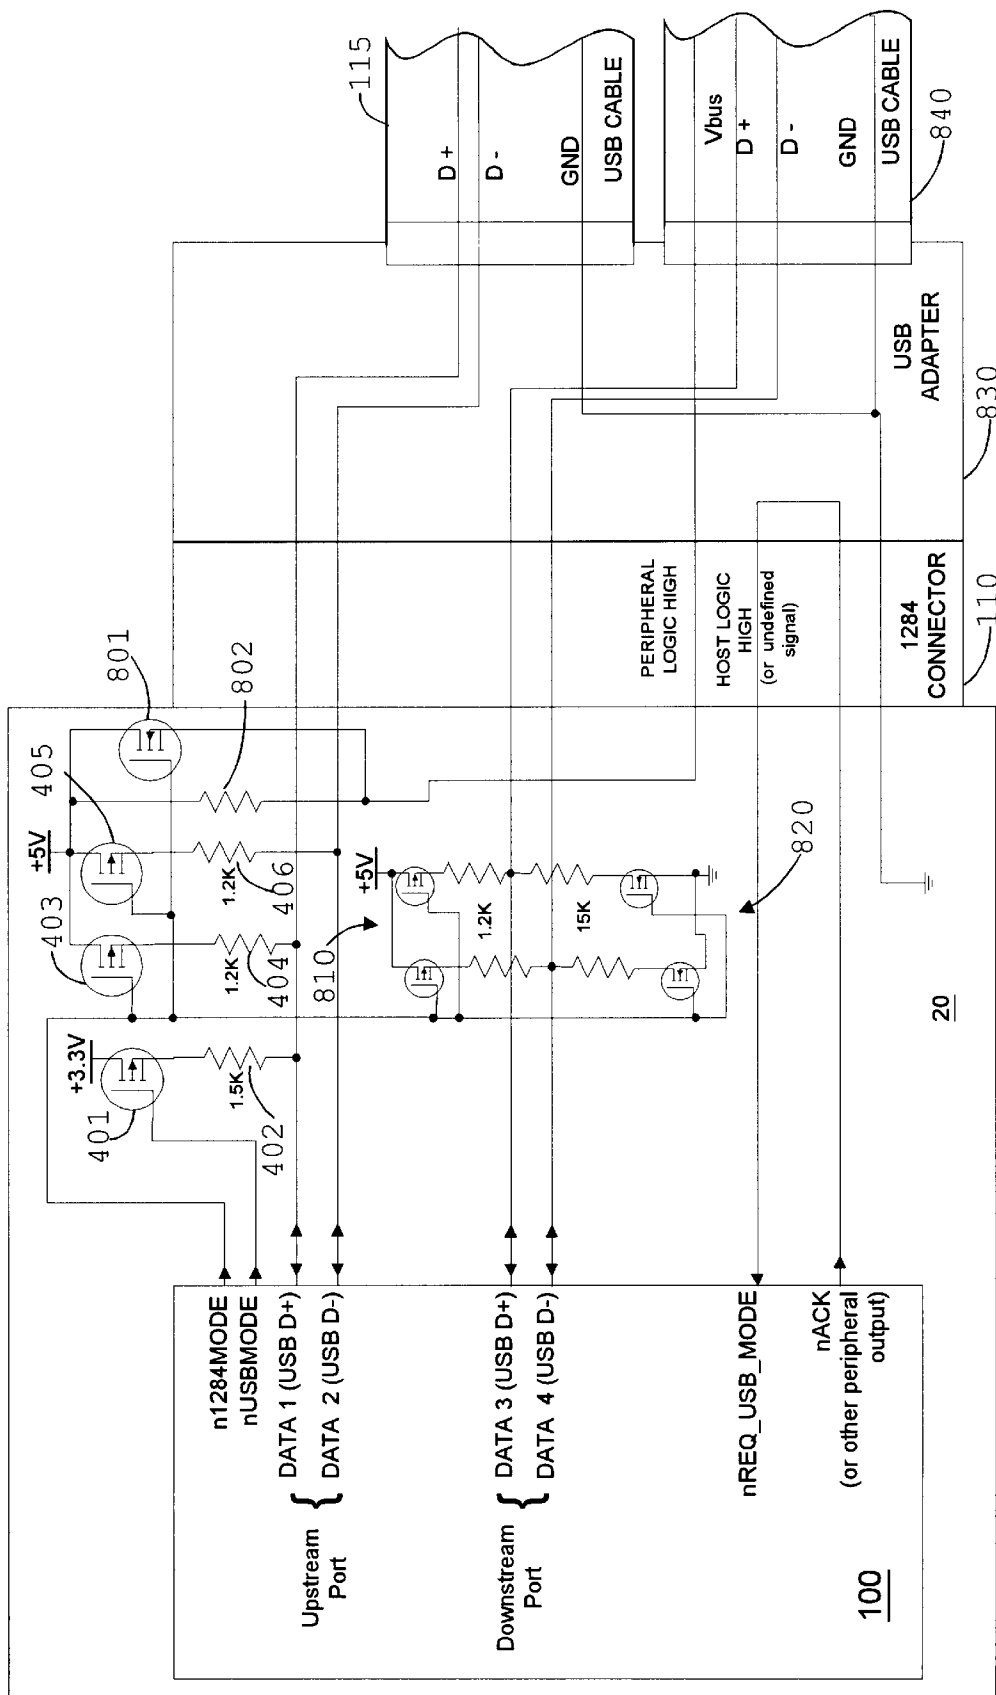 115
D +
D -
GND
USB CABLE
Vbus
D +
D -
GND
USB CABLE
840
USB
ADAPTER
830
PERIPHERAL
LOGIC HIGH
HOST LOGIC
HIGH
(or undefined
signal)
1284
CONNECTOR
110
801
802
405
+5V
1.2K
406
403
1.2K
404
+3.3V
401
1.5K
402
810
+5V
1.2K
15K
820
20
n1284MODE
nUSBMODE
DATA 1 (USB D+)
DATA 2 (USB D-)
Upstream
Port
{
DATA 3 (USB D+)
DATA 4 (USB D-)
Downstream
Port
{
nREQ_USB_MODE
nACK
(or other peripheral
output)
100